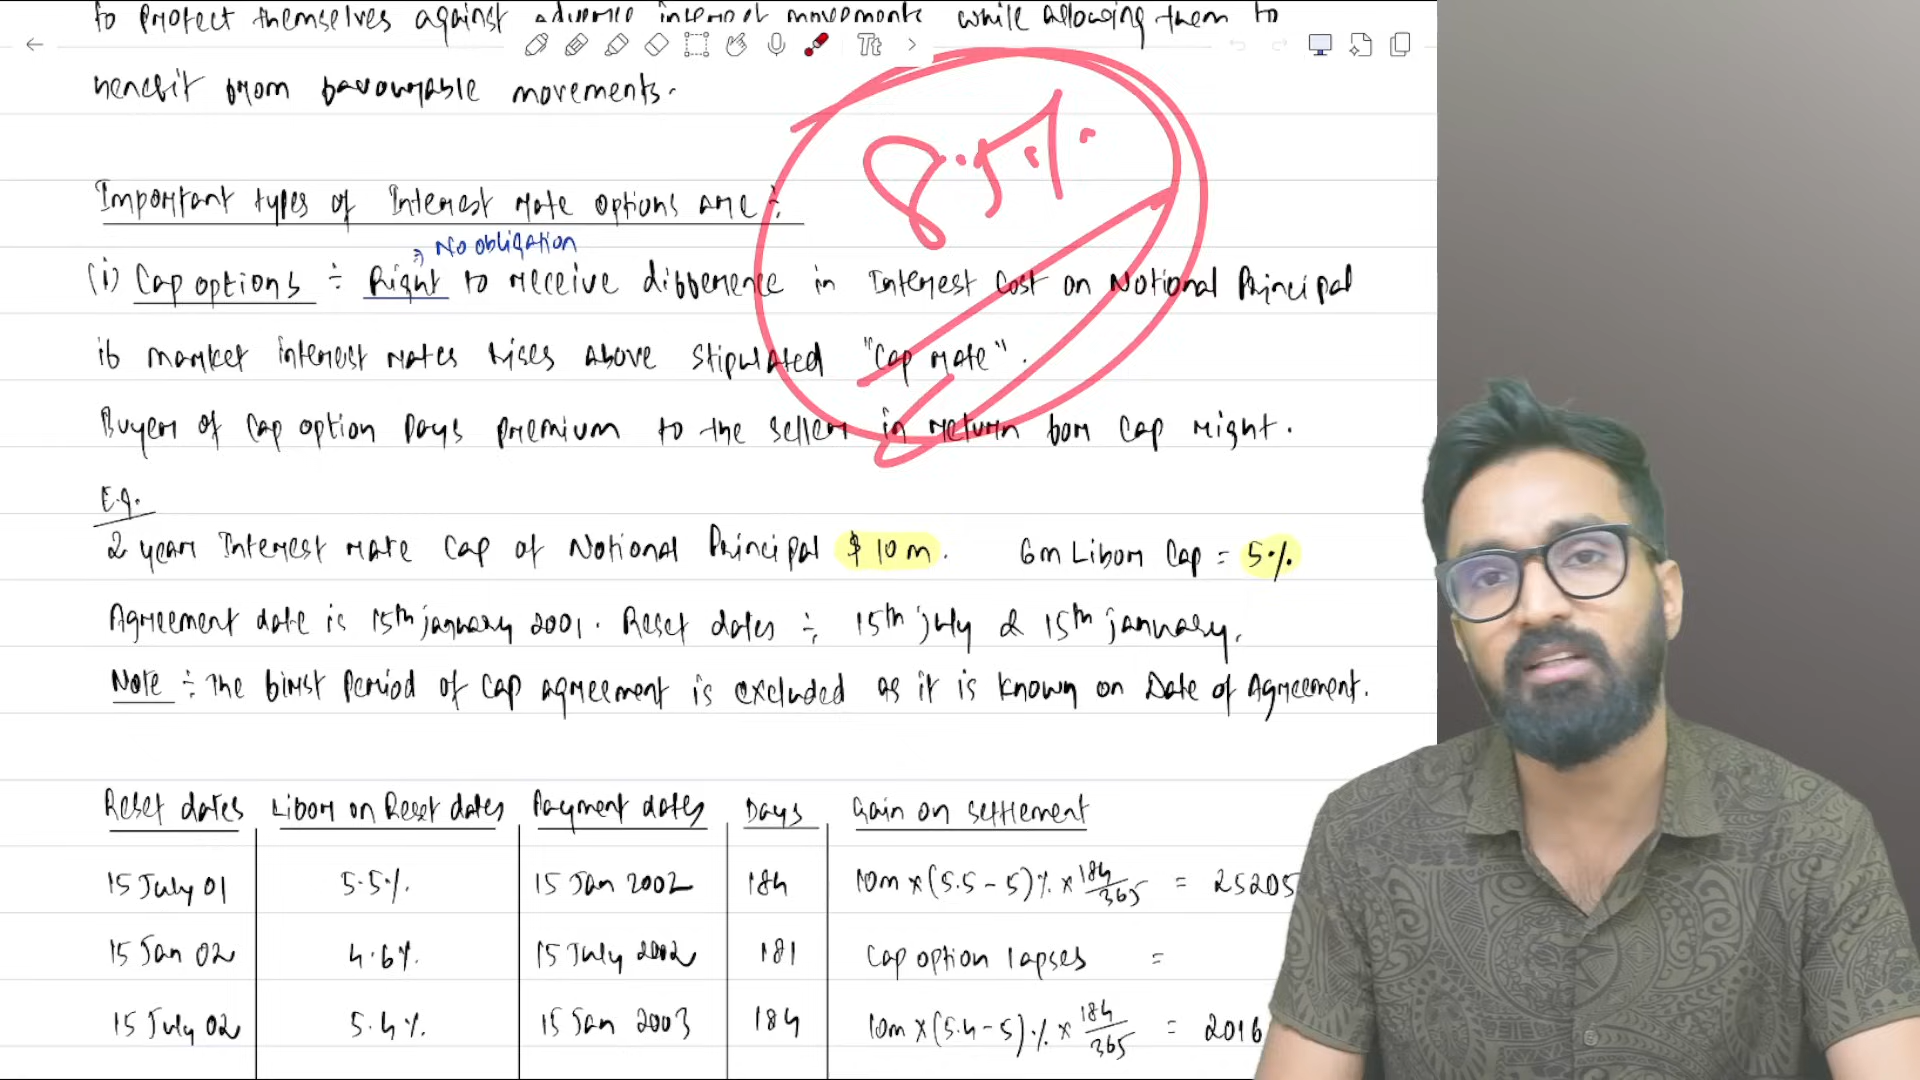 to protect themselves against adverse interest movements while allowing them to
Tt
benefit from favourable movements.
8.5%
Important types of Interest rate options are :
No obligation
(i) Cap options : Right to receive difference in Interest Cost on Notional Principal
if market interest rates rises above stipulated "Cap rate".
Buyer of Cap option pays premium to the seller in return for Cap right.
E.g.
2 year Interest rate Cap of Notional Principal $10m. 6m Libor Cap = 5%
Agreement date is 15th january 2001. Reset dates : 15th july & 15th january.
Note : The first period of cap agreement is excluded as it is known on Date of Agreement.
Reset dates Libor on Reset dates Payment dates Days Gain on settlement
15 July 01 5.5% 15 Jan 2002 184 10m x (5.5-5)% x 184/365 = 25205
15 Jan 02 4.6% 15 July 2002 181 Cap option lapses =
15 July 02 5.4% 15 Jan 2003 184 10m x (5.4-5)% x 184/365 = 2016